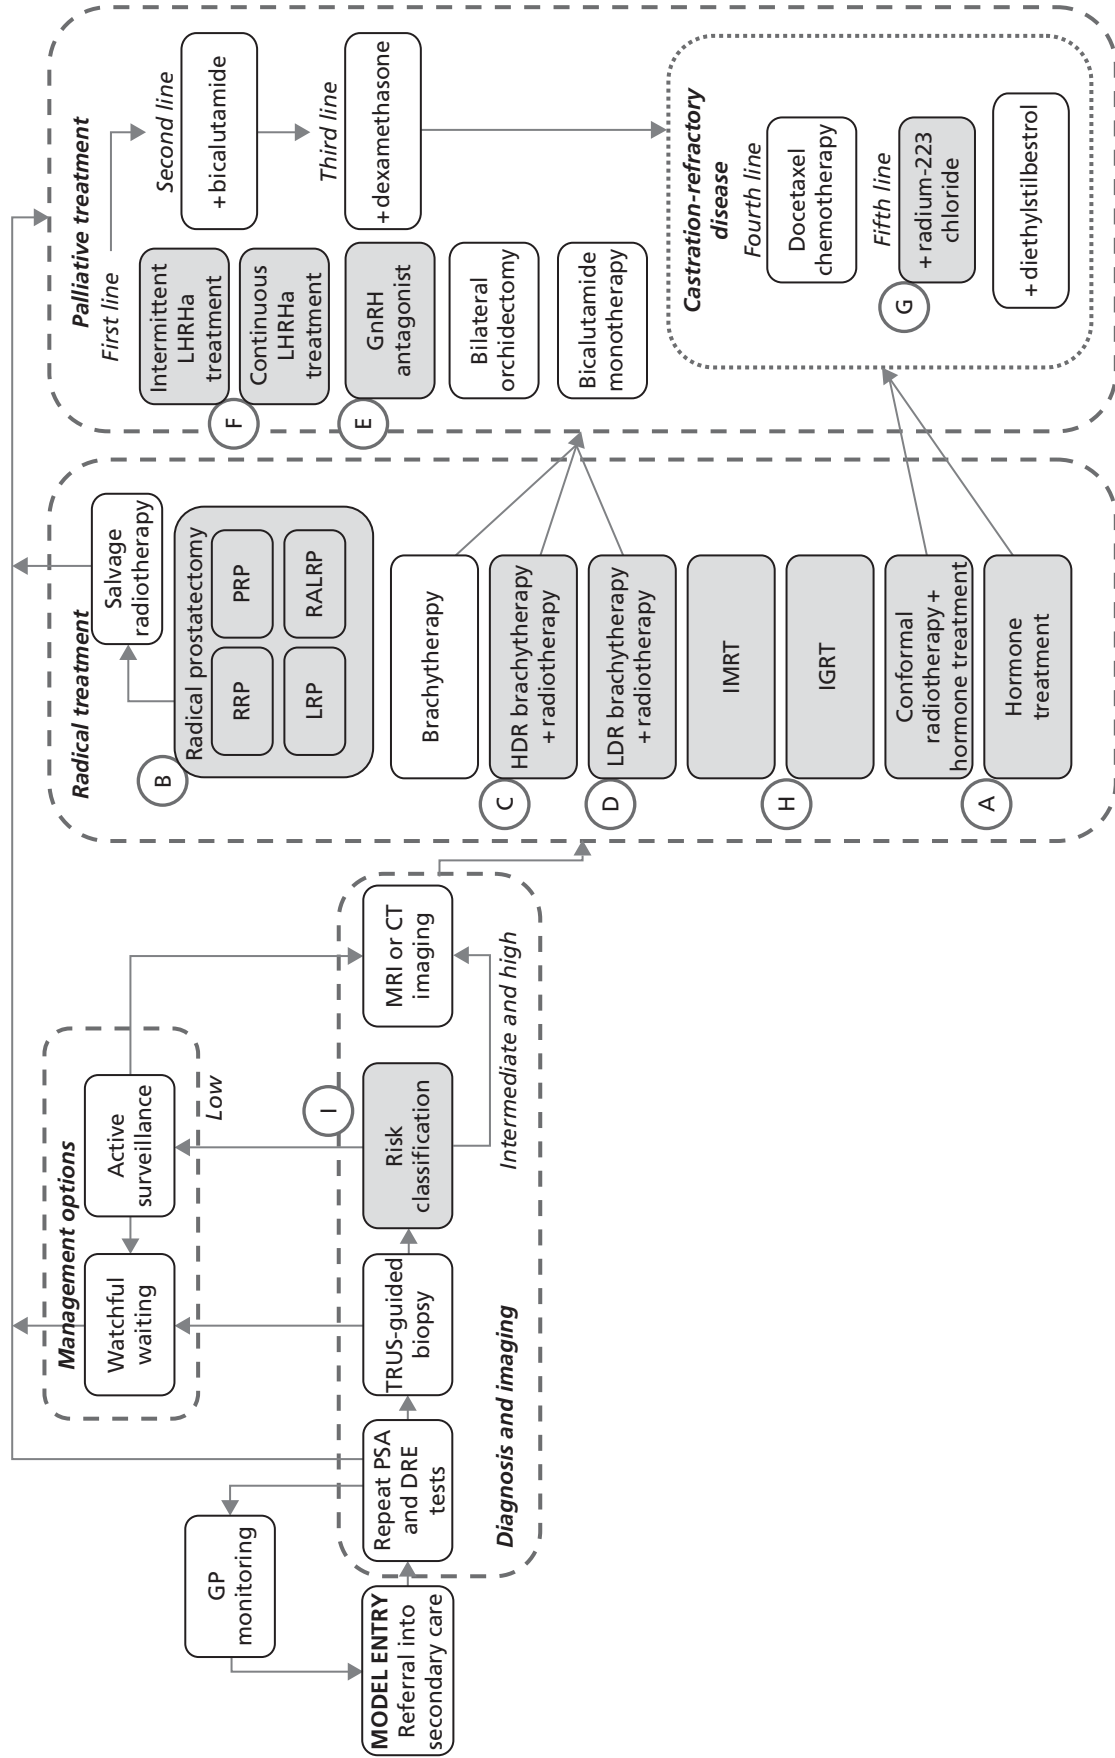 MODEL ENTRY
Referral into
secondary care
GP
monitoring
Diagnosis and imaging
Repeat PSA
and DRE
tests
TRUS-guided
biopsy
Risk
classification
I
MRI or CT
imaging
Intermediate and high
Low
Management options
Watchful
waiting
Active
surveillance
Radical treatment
Salvage
radiotherapy
B
Radical prostatectomy
RRP
PRP
LRP
RALRP
Brachytherapy
C
HDR brachytherapy
+ radiotherapy
D
LDR brachytherapy
+ radiotherapy
IMRT
H
IGRT
Conformal
radiotherapy +
hormone treatment
A
Hormone
treatment
Palliative treatment
First line
Intermittent
LHRHa
treatment
F
Continuous
LHRHa
treatment
E
GnRH
antagonist
Bilateral
orchidectomy
Bicalutamide
monotherapy
Second line
+ bicalutamide
Third line
+ dexamethasone
Castration-refractory
disease
Fourth line
Docetaxel
chemotherapy
Fifth line
G
+ radium-223
chloride
+ diethylstilbestrol